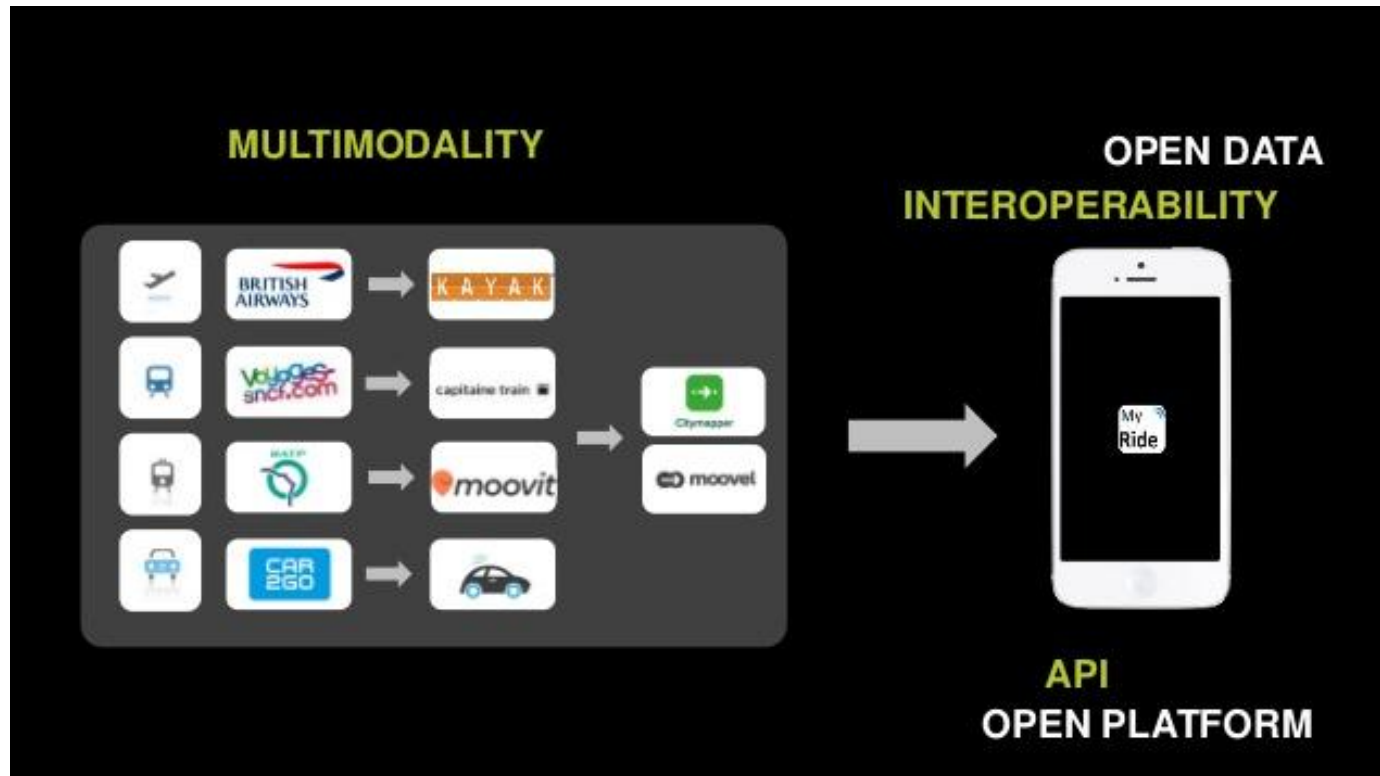 MULTIMODALITY
OPEN DATA
INTEROPERABILITY
BRITISH
AIRWAYS
KAYAK
Voyages-
sncf.com
capitaine train
Citymapper
RATP
moovit
moovel
CAR
2GO
My
Ride
API
OPEN PLATFORM